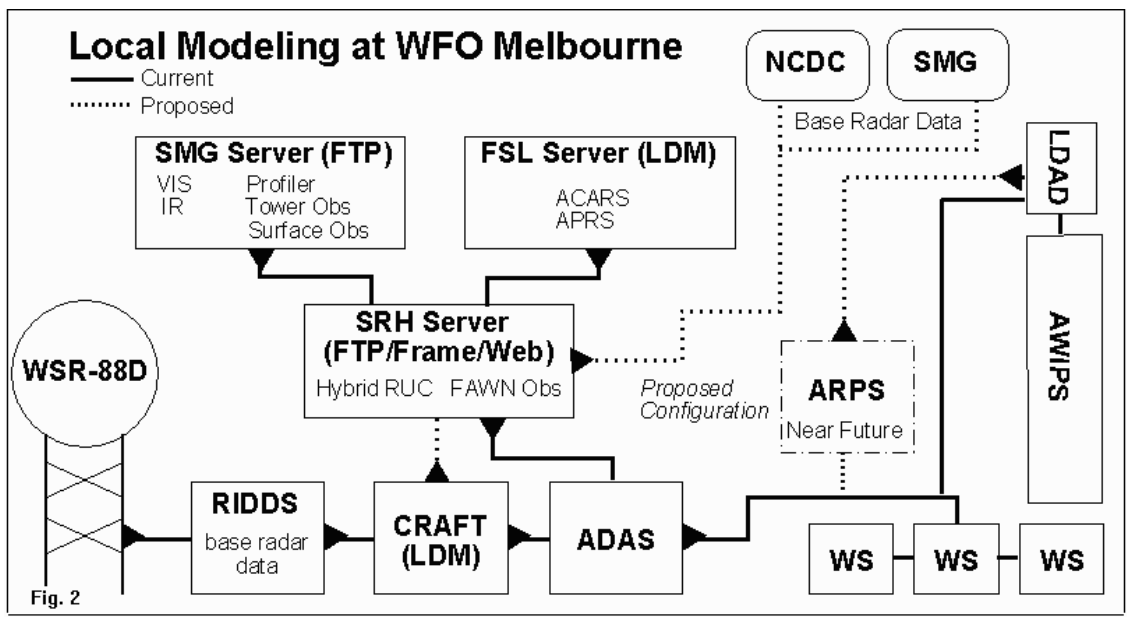 Local Modeling at WFO Melbourne
Current
Proposed
NCDC
SMG
Base Radar Data
SMG Server (FTP)
VIS Profiler
IR Tower Obs
Surface Obs
FSL Server (LDM)
ACARS
APRS
LDAD
AWIPS
SRH Server
(FTP/Frame/Web)
Hybrid RUC FAWN Obs
WSR-88D
Proposed
Configuration
ARPS
Near Future
RIDDS
base radar
data
CRAFT
(LDM)
ADAS
WS
WS
WS
Fig. 2